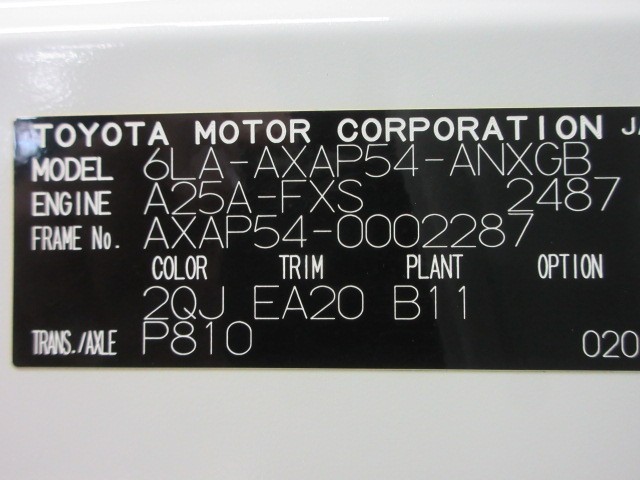 TOYOTA MOTOR CORPORATION JA
MODEL 6LA-AXAP54-ANXGB
ENGINE A25A-FXS 2487
FRAME No. AXAP54-0002287
COLOR TRIM PLANT OPTION
2QJ EA20 B11
TRANS./AXLE P810 020